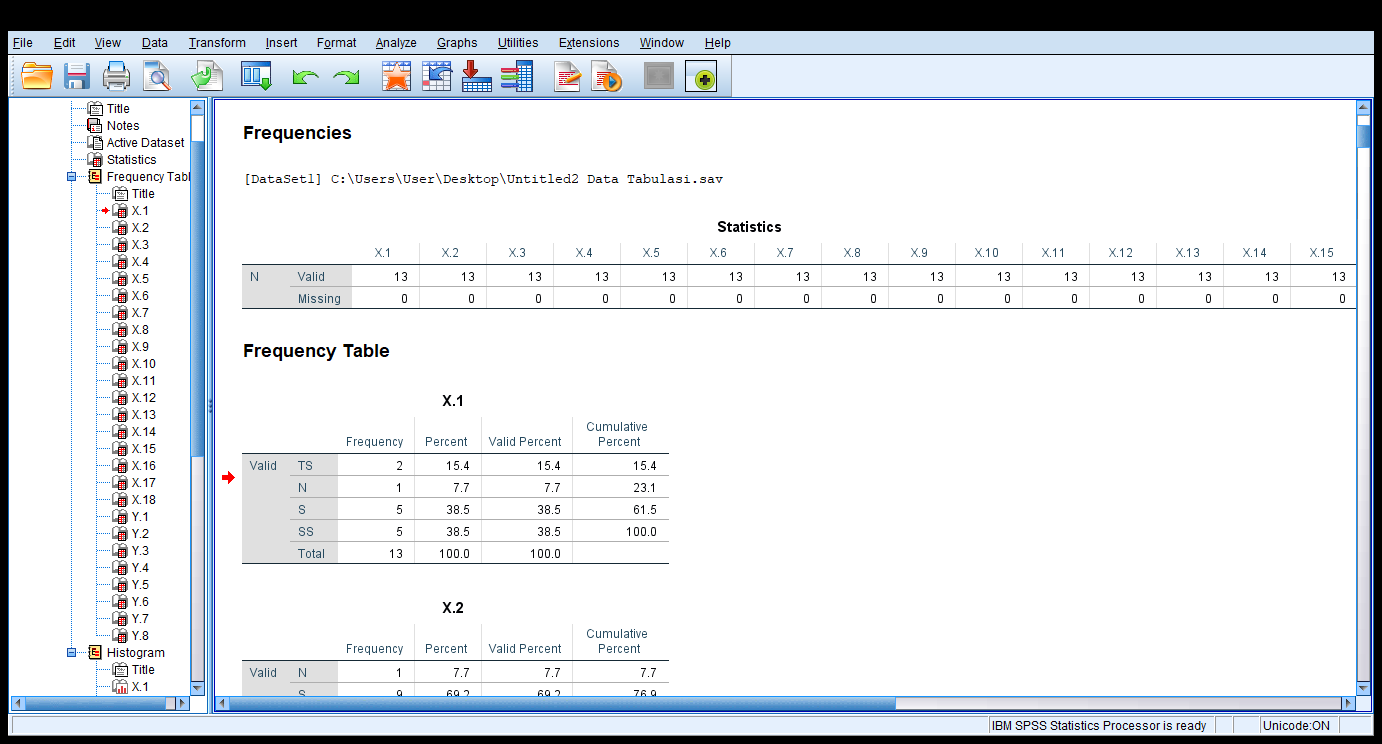 File Edit View Data Transform Insert Format Analyze Graphs Utilities Extensions Window Help
Title
Notes
Active Dataset
Statistics
Frequency Tabl
Title
X.1
X.2
X.3
X.4
X.5
X.6
X.7
X.8
X.9
X.10
X.11
X.12
X.13
X.14
X.15
X.16
X.17
X.18
Y.1
Y.2
Y.3
Y.4
Y.5
Y.6
Y.7
Y.8
Histogram
Title
X.1
Frequencies
[DataSet1] C:\Users\User\Desktop\Untitled2 Data Tabulasi.sav
Statistics
X.1 X.2 X.3 X.4 X.5 X.6 X.7 X.8 X.9 X.10 X.11 X.12 X.13 X.14 X.15
N Valid 13 13 13 13 13 13 13 13 13 13 13 13 13 13 13
Missing 0 0 0 0 0 0 0 0 0 0 0 0 0 0 0
Frequency Table
X.1
Cumulative
Frequency Percent Valid Percent Percent
Valid TS 2 15.4 15.4 15.4
N 1 7.7 7.7 23.1
S 5 38.5 38.5 61.5
SS 5 38.5 38.5 100.0
Total 13 100.0 100.0
X.2
Cumulative
Frequency Percent Valid Percent Percent
Valid N 1 7.7 7.7 7.7
S 9 69.2 69.2 76.9
IBM SPSS Statistics Processor is ready Unicode:ON